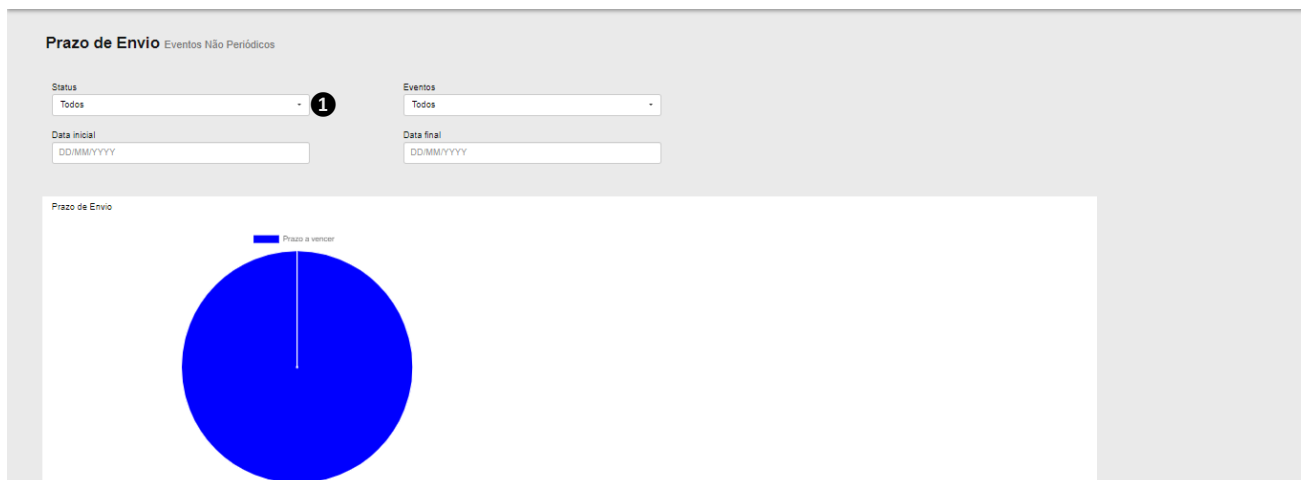 Prazo de Envio Eventos Não Periódicos
Status
Todos
1
Eventos
Todos
Data inicial
DD/MM/YYYY
Data final
DD/MM/YYYY
Prazo de Envio
Prazo a vencer